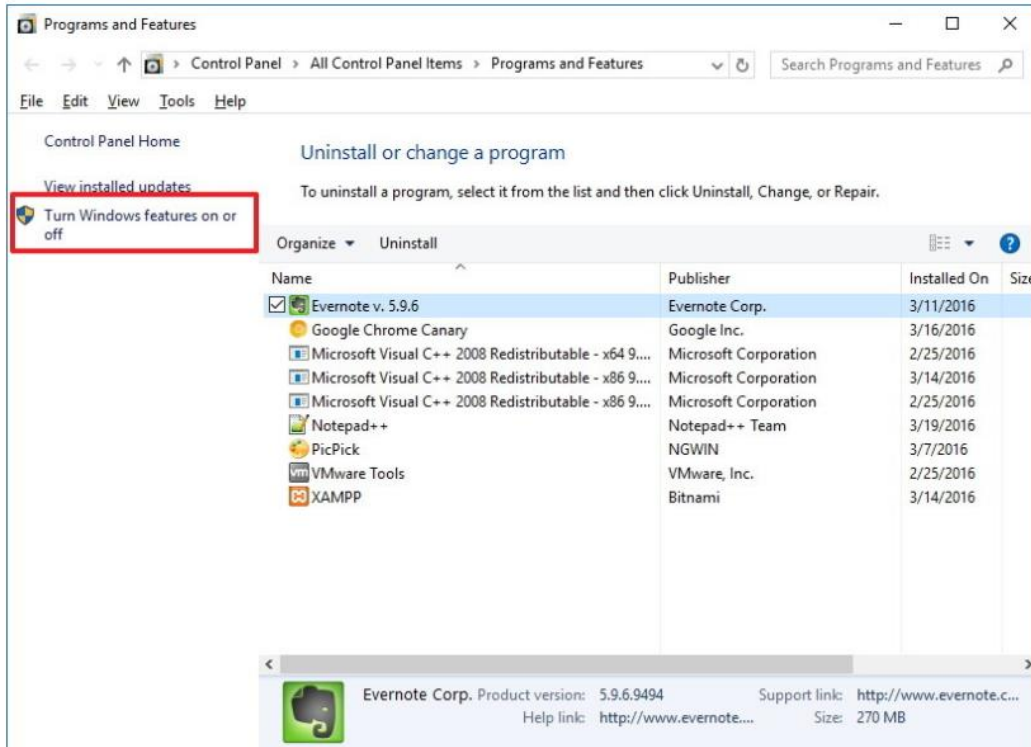 Programs and Features
Control Panel > All Control Panel Items > Programs and Features
Search Programs and Features
File Edit View Tools Help
Control Panel Home
View installed updates
Turn Windows features on or
off
Uninstall or change a program
To uninstall a program, select it from the list and then click Uninstall, Change, or Repair.
Organize Uninstall
Name Publisher Installed On Size
Evernote v. 5.9.6 Evernote Corp. 3/11/2016
Google Chrome Canary Google Inc. 3/16/2016
Microsoft Visual C++ 2008 Redistributable - x64 9.... Microsoft Corporation 2/25/2016
Microsoft Visual C++ 2008 Redistributable - x86 9.... Microsoft Corporation 3/14/2016
Microsoft Visual C++ 2008 Redistributable - x86 9.... Microsoft Corporation 2/25/2016
Notepad++ Notepad++ Team 3/19/2016
PicPick NGWIN 3/7/2016
VMware Tools VMware, Inc. 2/25/2016
XAMPP Bitnami 3/14/2016
Evernote Corp. Product version: 5.9.6.9494 Support link: http://www.evernote.c...
Help link: http://www.evernote.... Size: 270 MB